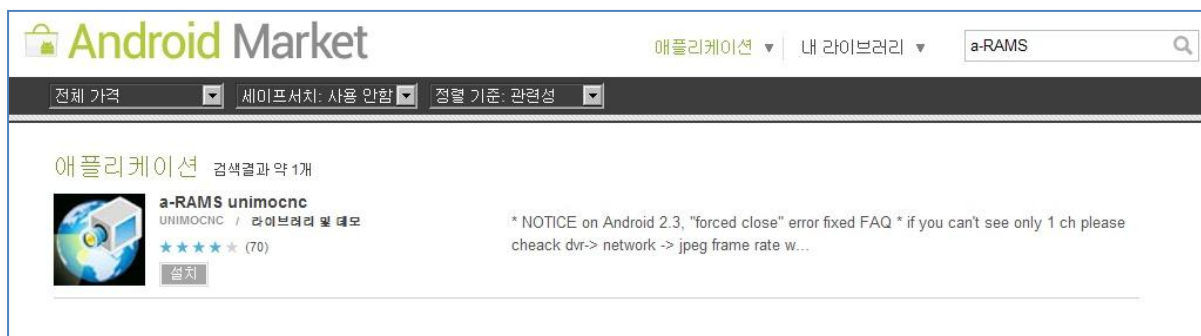 Android Market
애플리케이션 ▼ 내 라이브러리 ▼ a-RAMS
전체 가격 세이프서치: 사용 안함 정렬 기준: 관련성
애플리케이션 검색결과 약 1개
a-RAMS unimocnc
UNIMOCNC / 라이브러리 및 데모
(70)
설치
* NOTICE on Android 2.3, "forced close" error fixed FAQ * if you can't see only 1 ch please
cheack dvr-> network -> jpeg frame rate w...